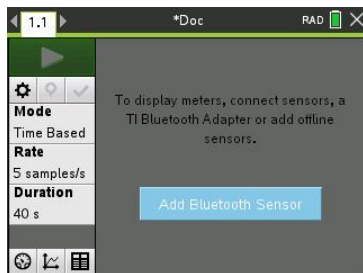 1.1
*Doc
RAD
Mode
Time Based
Rate
5 samples/s
Duration
40 s
To display meters, connect sensors, a
TI Bluetooth Adapter or add offline
sensors.
Add Bluetooth Sensor